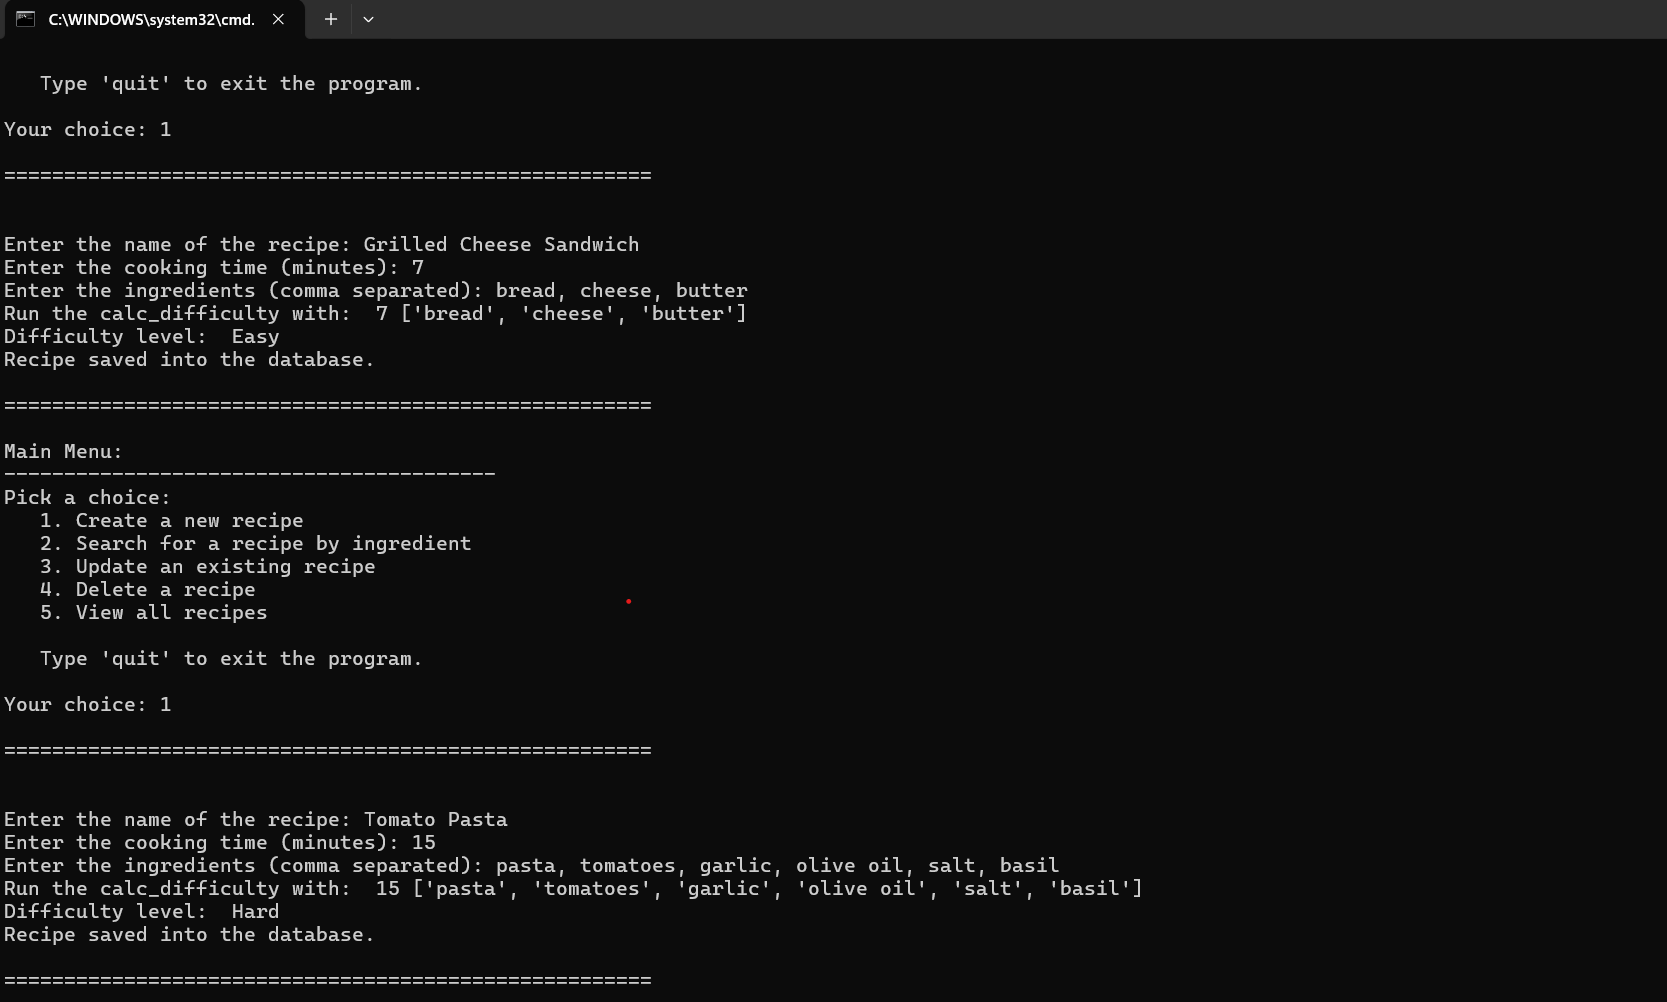 C:\WINDOWS\system32\cmd.
Type 'quit' to exit the program.
Your choice: 1
======================================================
Enter the name of the recipe: Grilled Cheese Sandwich
Enter the cooking time (minutes): 7
Enter the ingredients (comma separated): bread, cheese, butter
Run the calc_difficulty with:  7 ['bread', 'cheese', 'butter']
Difficulty level:  Easy
Recipe saved into the database.
======================================================
Main Menu:
-----------------------------------------
Pick a choice:
1. Create a new recipe
2. Search for a recipe by ingredient
3. Update an existing recipe
4. Delete a recipe
5. View all recipes
Type 'quit' to exit the program.
Your choice: 1
======================================================
Enter the name of the recipe: Tomato Pasta
Enter the cooking time (minutes): 15
Enter the ingredients (comma separated): pasta, tomatoes, garlic, olive oil, salt, basil
Run the calc_difficulty with:  15 ['pasta', 'tomatoes', 'garlic', 'olive oil', 'salt', 'basil']
Difficulty level:  Hard
Recipe saved into the database.
======================================================